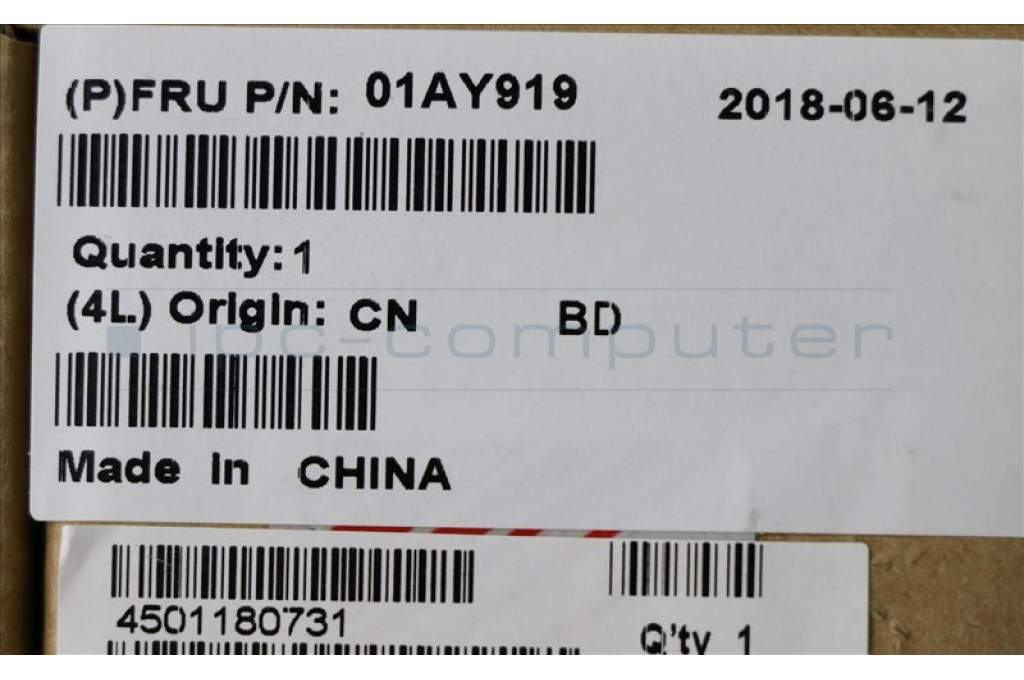 (P)FRU P/N: 01AY919 2018-06-12
Quantity: 1
(4L) Origin: CN BD
ipc-computer
Made in CHINA
4501180731
Q'ty 1